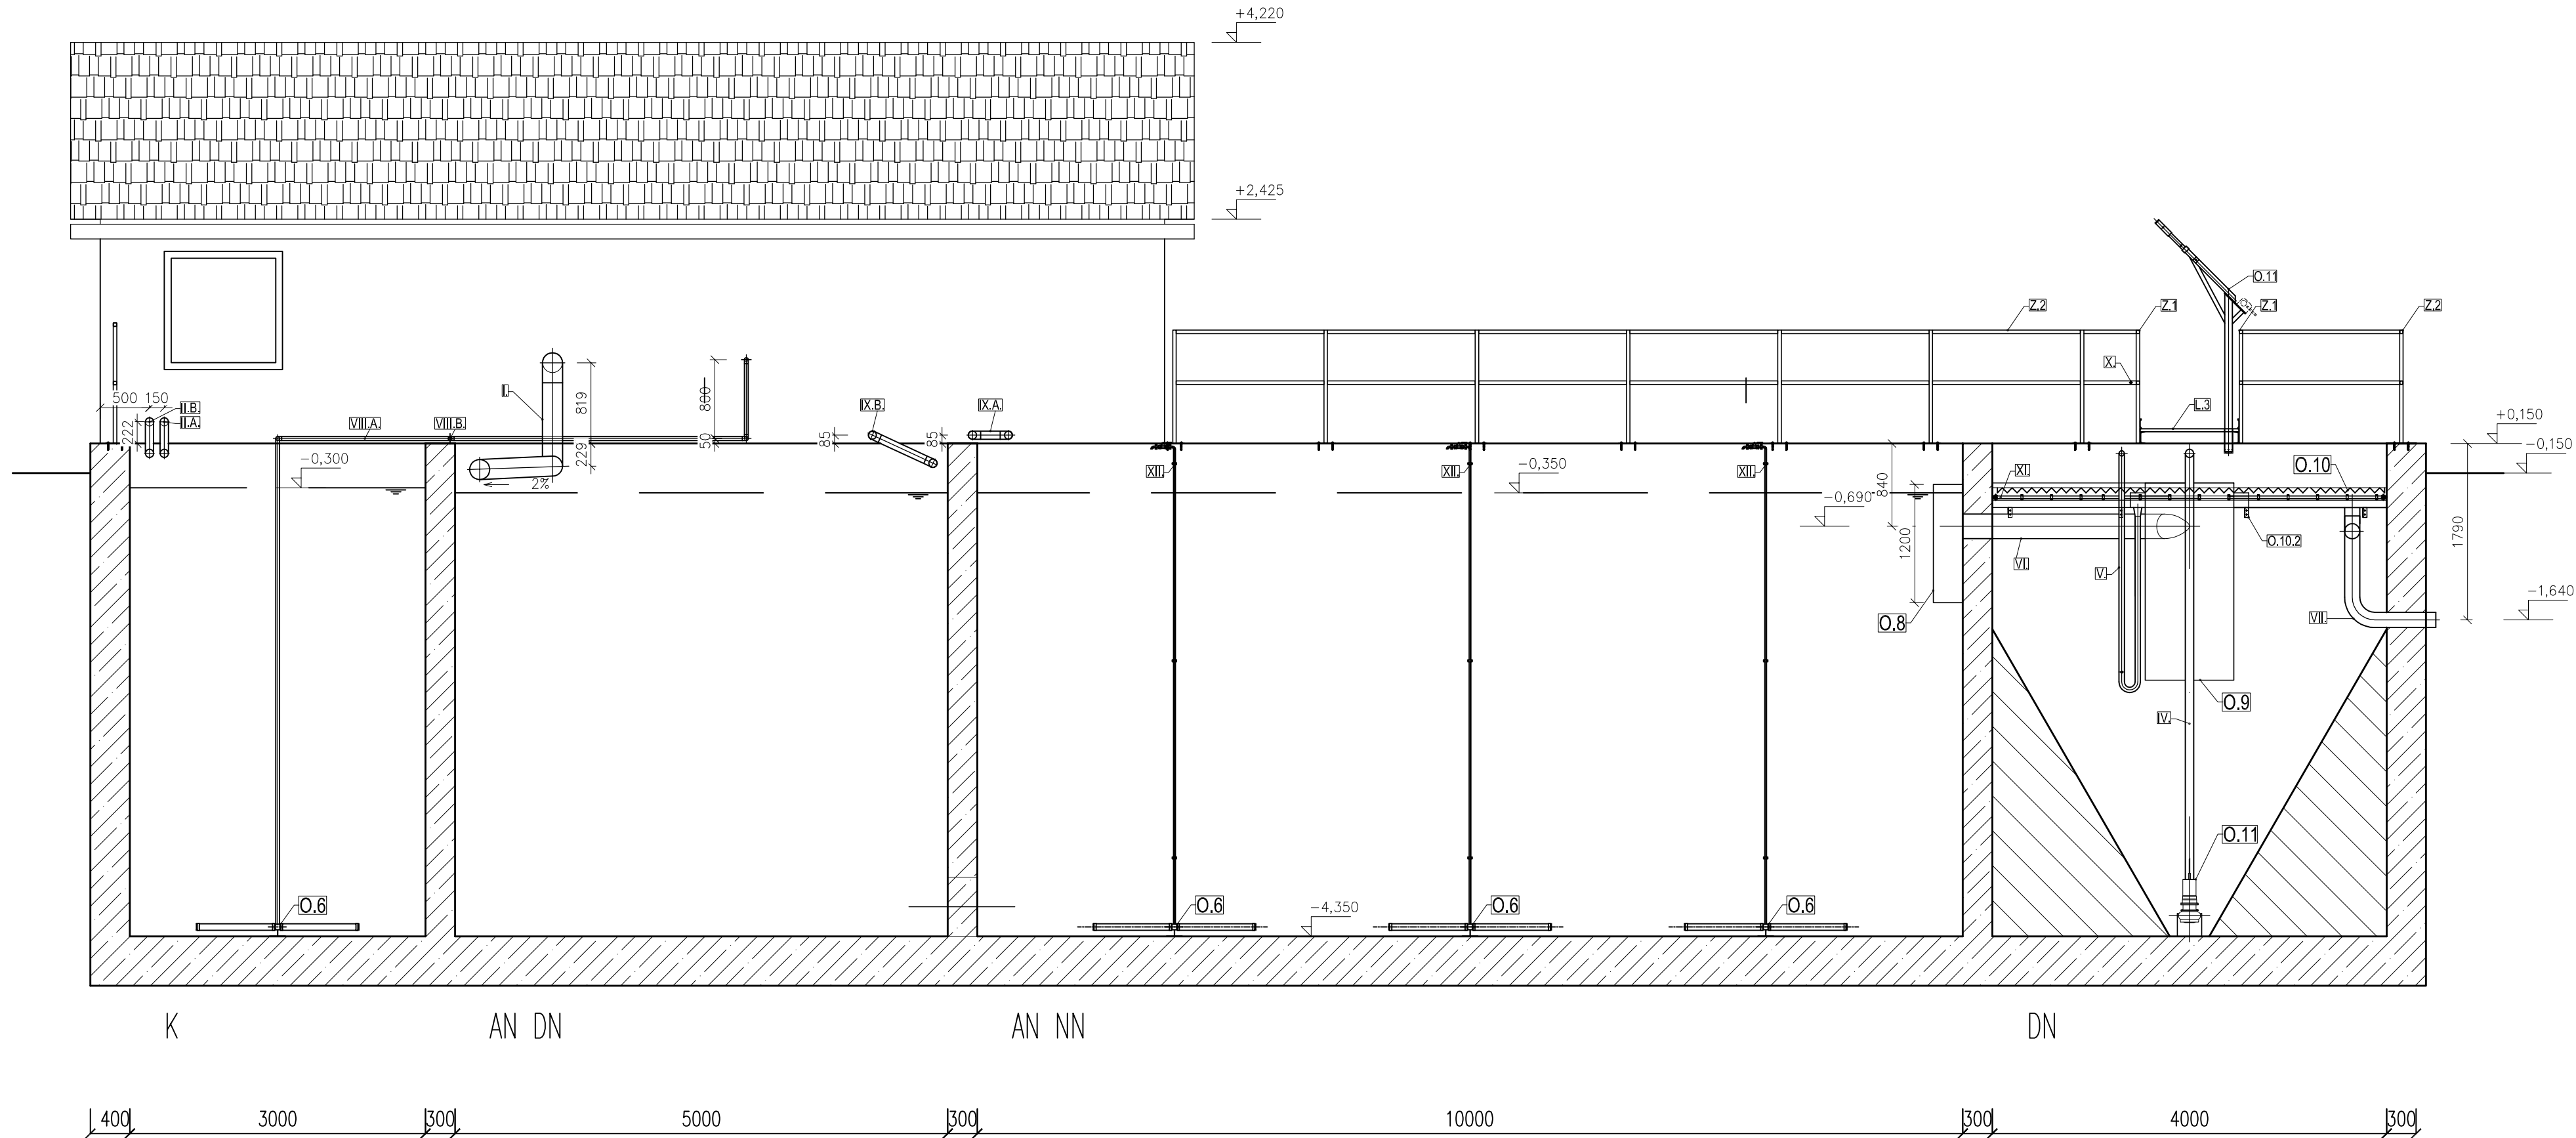 +4,220
+2,425
O.11
Z.2
Z.1
Z.1
Z.2
X.
I.
819
800
500
150
II.B.
II.A.
222
VIII.A.
VIII.B.
229
50
85
IX.B.
85
IX.A.
L.3
+0,150
-0,150
-0,300
2%
XII.
XII.
XII.
-0,350
-0,690
840
1200
XI.
O.10
O.10.2
1790
VI.
V.
-1,640
VII.
O.8
O.9
IV.
O.11
O.6
O.6
O.6
O.6
-4,350
K
AN DN
AN NN
DN
400
3000
300
5000
300
10000
300
4000
300